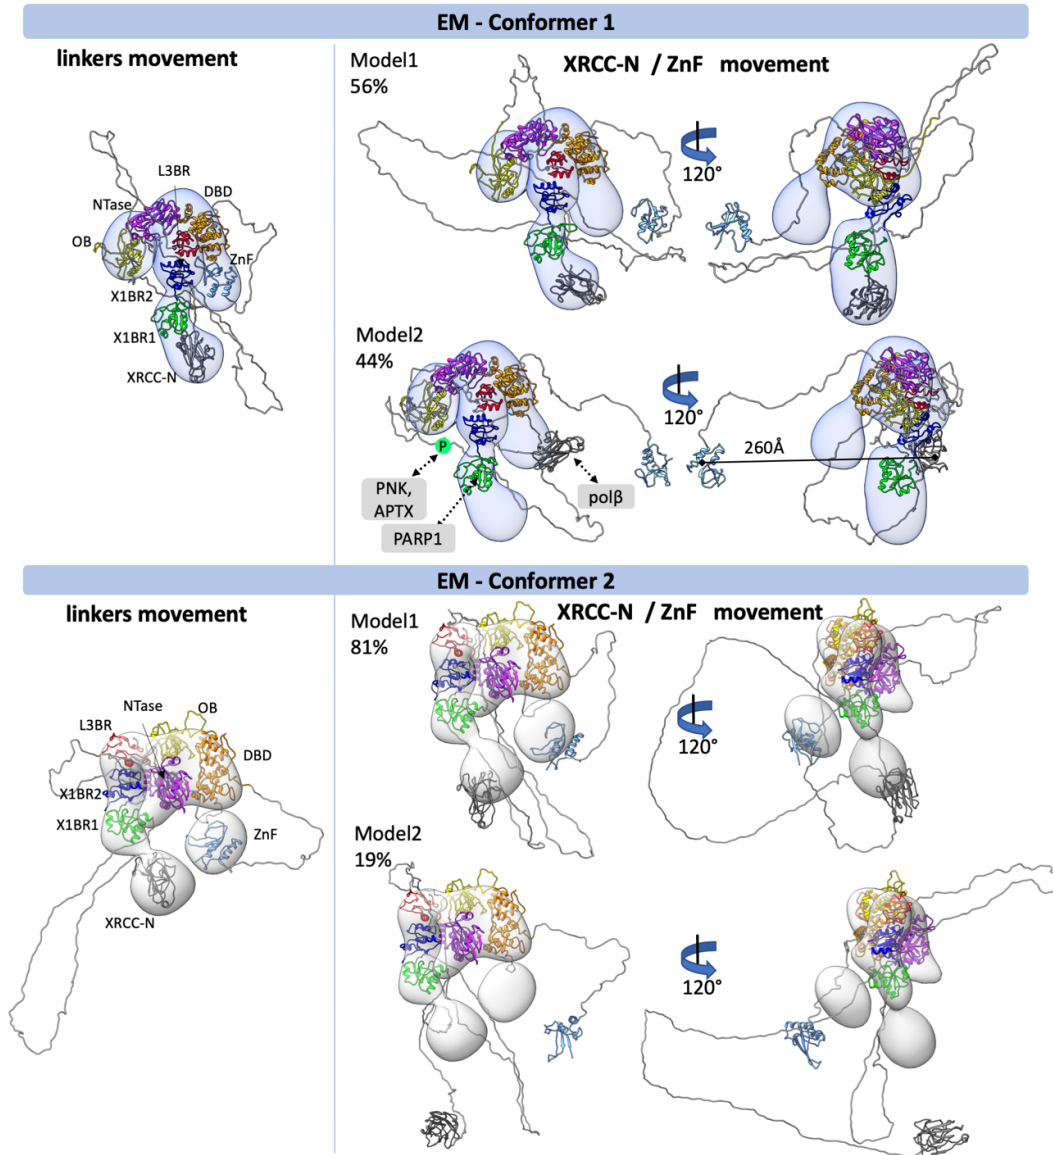 EM - Conformer 1
linkers movement
L3BR
DBD
NTase
OB
ZnF
X1BR2
X1BR1
XRCC-N
Model1
56%
XRCC-N / ZnF movement
120°
Model2
44%
120°
260Å
P
PNK,
APTX
PARP1
polβ
EM - Conformer 2
linkers movement
NTase
OB
L3BR
DBD
X1BR2
X1BR1
ZnF
XRCC-N
Model1
81%
XRCC-N / ZnF movement
120°
Model2
19%
120°